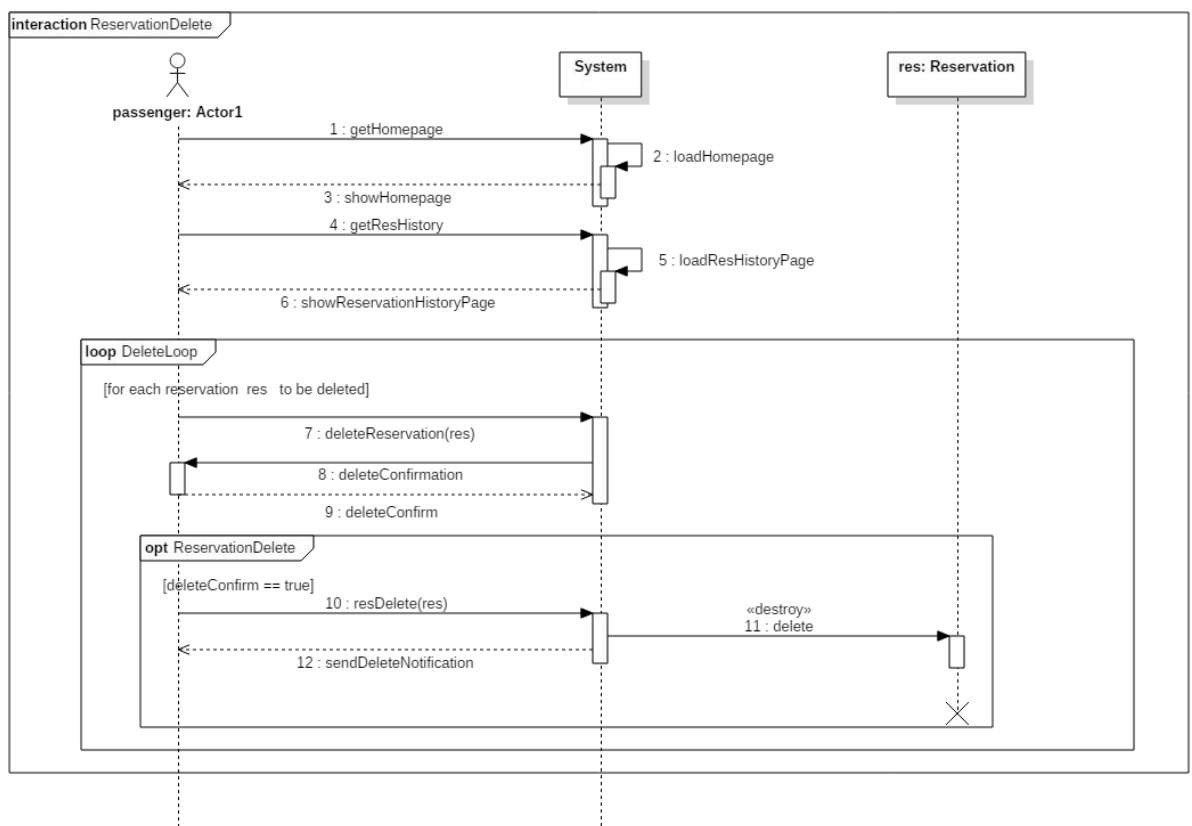 interaction ReservationDelete
System
res: Reservation
passenger: Actor1
1 : getHomepage
2 : loadHomepage
3 : showHomepage
4 : getResHistory
5 : loadResHistoryPage
6 : showReservationHistoryPage
loop DeleteLoop
[for each reservation res to be deleted]
7 : deleteReservation(res)
8 : deleteConfirmation
9 : deleteConfirm
opt ReservationDelete
[deleteConfirm == true]
10 : resDelete(res)
«destroy»
11 : delete
12 : sendDeleteNotification